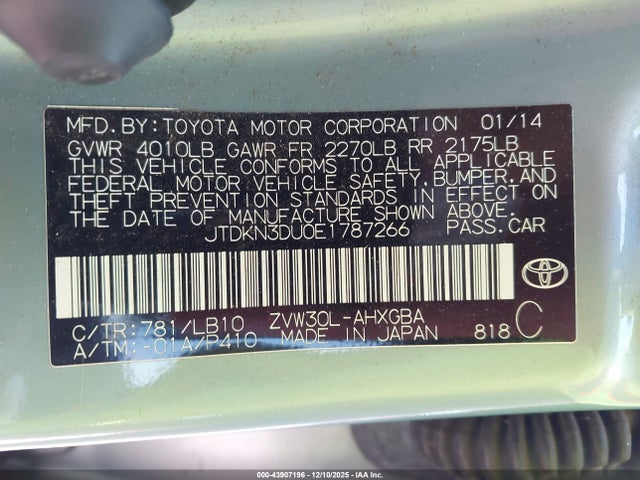 MFD. BY: TOYOTA MOTOR CORPORATION 01/14
GVWR 4010LB GAWR FR 2270LB RR 2175LB
THIS VEHICLE CONFORMS TO ALL APPLICABLE
FEDERAL MOTOR VEHICLE SAFETY, BUMPER, AND
THEFT PREVENTION STANDARDS IN EFFECT ON
THE DATE OF MANUFACTURE SHOWN ABOVE.
JTDKN3DU0E1787266 PASS.CAR
C/TR: 781/LB10 ZVW30L-AHXGBA
A/TM: -01A/P410 MADE IN JAPAN 818 C
TOYOTA
000-43907196 - 12/10/2025 - IAA Inc.